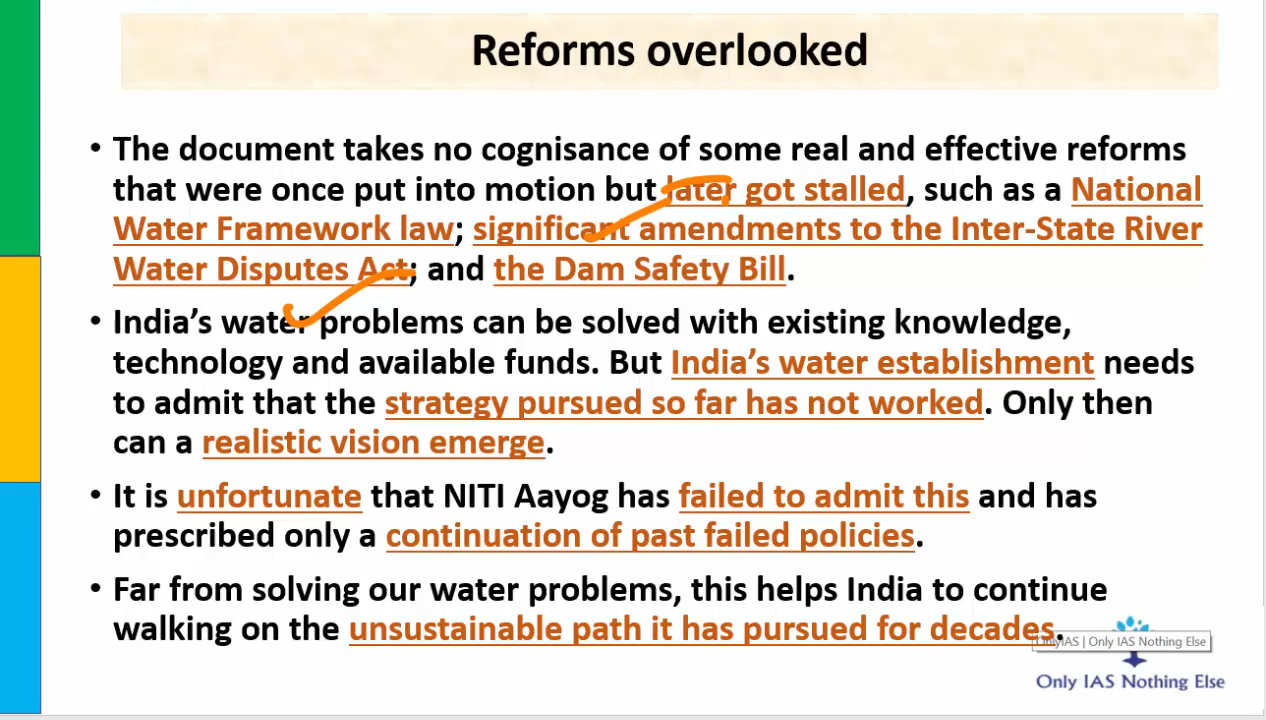 Reforms overlooked
• The document takes no cognisance of some real and effective reforms
that were once put into motion but later got stalled, such as a National
Water Framework law; significant amendments to the Inter-State River
Water Disputes Act; and the Dam Safety Bill.
• India’s water problems can be solved with existing knowledge,
technology and available funds. But India’s water establishment needs
to admit that the strategy pursued so far has not worked. Only then
can a realistic vision emerge.
• It is unfortunate that NITI Aayog has failed to admit this and has
prescribed only a continuation of past failed policies.
• Far from solving our water problems, this helps India to continue
walking on the unsustainable path it has pursued for decades.
OnlyIAS | Only IAS Nothing Else
Only IAS Nothing Else